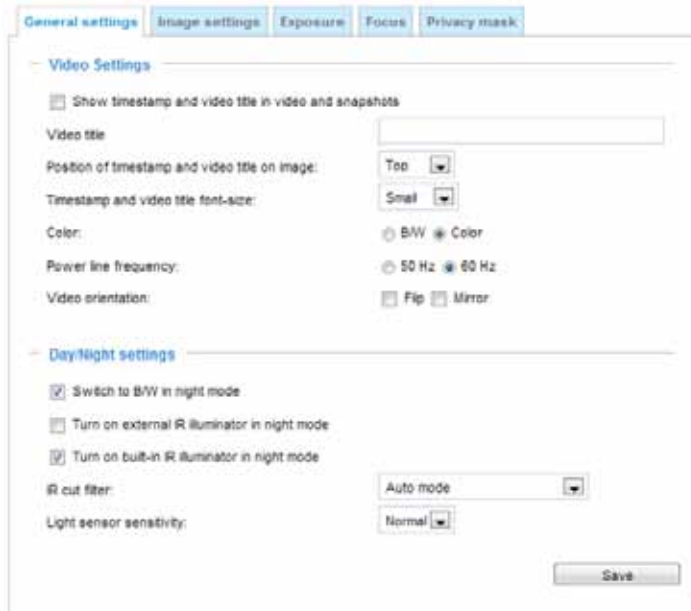 General settings Image settings Exposure Focus Privacy mask
Video Settings
Show timestamp and video title in video and snapshots
Video title
Position of timestamp and video title on image: Top
Timestamp and video title font-size: Small
Color: B/W Color
Power line frequency: 50 Hz 60 Hz
Video orientation: Flip Mirror
Day/Night settings
Switch to B/W in night mode
Turn on external IR illuminator in night mode
Turn on built-in IR illuminator in night mode
IR cut filter: Auto mode
Light sensor sensitivity: Normal
Save